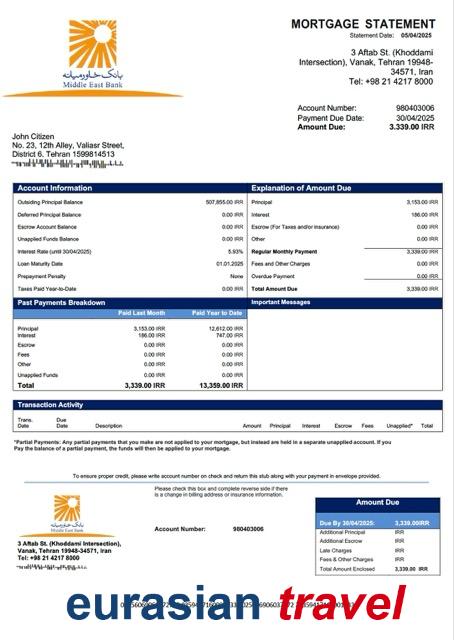 MORTGAGE STATEMENT
Statement Date: 05/04/2025
بانک خاورمیانه
Middle East Bank
3 Aftab St. (Khoddami
Intersection), Vanak, Tehran 19948-
34571, Iran
Tel: +98 21 4217 8000
Account Number: 980403006
Payment Due Date: 30/04/2025
Amount Due: 3,339.00 IRR
John Citizen
No. 23, 12th Alley, Valiasr Street,
District 6, Tehran 1599814513
Account Information
Outsiding Principal Balance 507,855.00 IRR
Deferred Principal Balance 0.00 IRR
Escrow Account Balance 0.00 IRR
Unapplied Funds Balance 0.00 IRR
Interest Rate (until 30/04/2025) 5.93%
Loan Maturity Date 01.01.2025
Prepayment Penalty None
Taxes Paid Year-to-Date 0.00 IRR
Explanation of Amount Due
Principal 3,153.00 IRR
Interest 186.00 IRR
Escrow (For Taxes and/or insurance) 0.00 IRR
Other 0.00 IRR
Regular Monthly Payment 3,339.00 IRR
Fees and Other Charges 0.00 IRR
Overdue Payment 0.00 IRR
Total Amount Due 3,339.00 IRR
Past Payments Breakdown
Paid Last Month Paid Year to Date
Principal 3,153.00 IRR 12,612.00 IRR
Interest 186.00 IRR 747.00 IRR
Escrow 0.00 IRR 0.00 IRR
Fees 0.00 IRR 0.00 IRR
Other 0.00 IRR 0.00 IRR
Unapplied Funds 0.00 IRR 0.00 IRR
Total 3,339.00 IRR 13,359.00 IRR
Important Messages
Transaction Activity
Trans. Date Due Date Description Amount Principal Interest Escrow Fees Unapplied* Total
*Partial Payments: Any partial payments that you make are not applied to your mortgage, but instead are held in a separate unapplied account. If you
Pay the balance of a partial payment, the funds will then be applied to your mortgage.
To ensure proper credit, please write account number on check and return this stub along with your payment in envelope provided.
Please check this box and complete reverse side if there
is a change in billing address or insurance information.
بانک خاورمیانه
Middle East Bank
3 Aftab St. (Khoddami Intersection),
Vanak, Tehran 19948-34571, Iran
Tel: +98 21 4217 8000
Account Number: 980403006
Amount Due
Due By 30/04/2025: 3,339.00IRR
Additional Principal IRR
Additional Escrow IRR
Late Charges IRR
Fees & Other Charges IRR
Total Amount Enclosed 3,339.00 IRR
eurasian travel